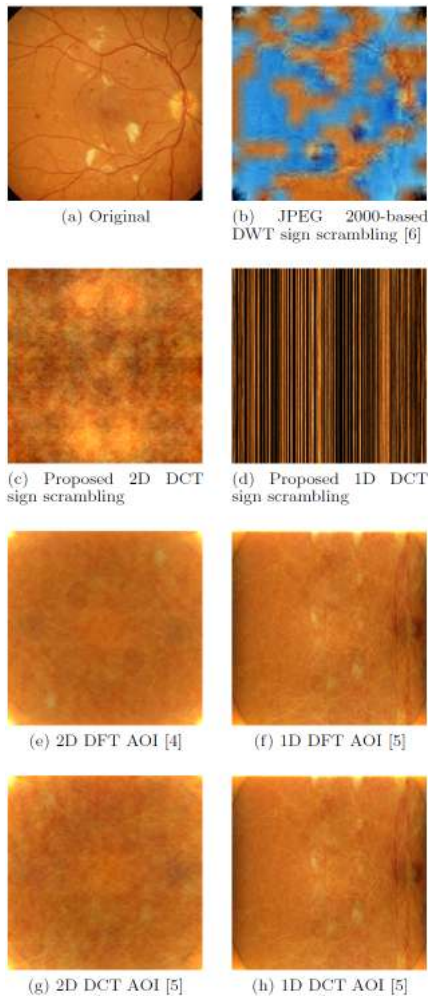 (a) Original
(b) JPEG 2000-based
DWT sign scrambling [6]
(c) Proposed 2D DCT
sign scrambling
(d) Proposed 1D DCT
sign scrambling
(e) 2D DFT AOI [4]
(f) 1D DFT AOI [5]
(g) 2D DCT AOI [5]
(h) 1D DCT AOI [5]